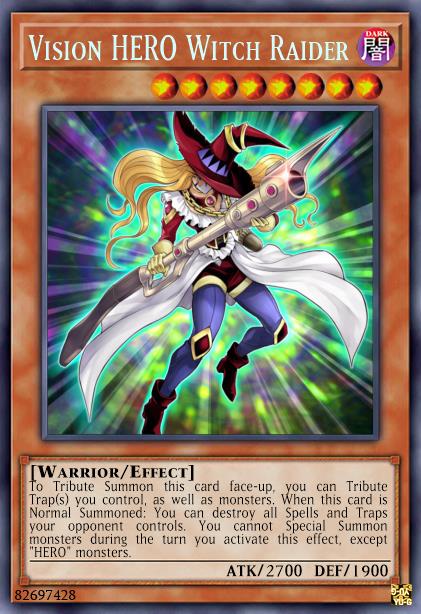 VISION HERO WITCH RAIDER
DARK
闇
[WARRIOR/EFFECT]
To Tribute Summon this card face-up, you can Tribute
Trap(s) you control, as well as monsters. When this card is
Normal Summoned: You can destroy all Spells and Traps
your opponent controls. You cannot Special Summon
monsters during the turn you activate this effect, except
"HERO" monsters.
ATK/2700 DEF/1900
82697428